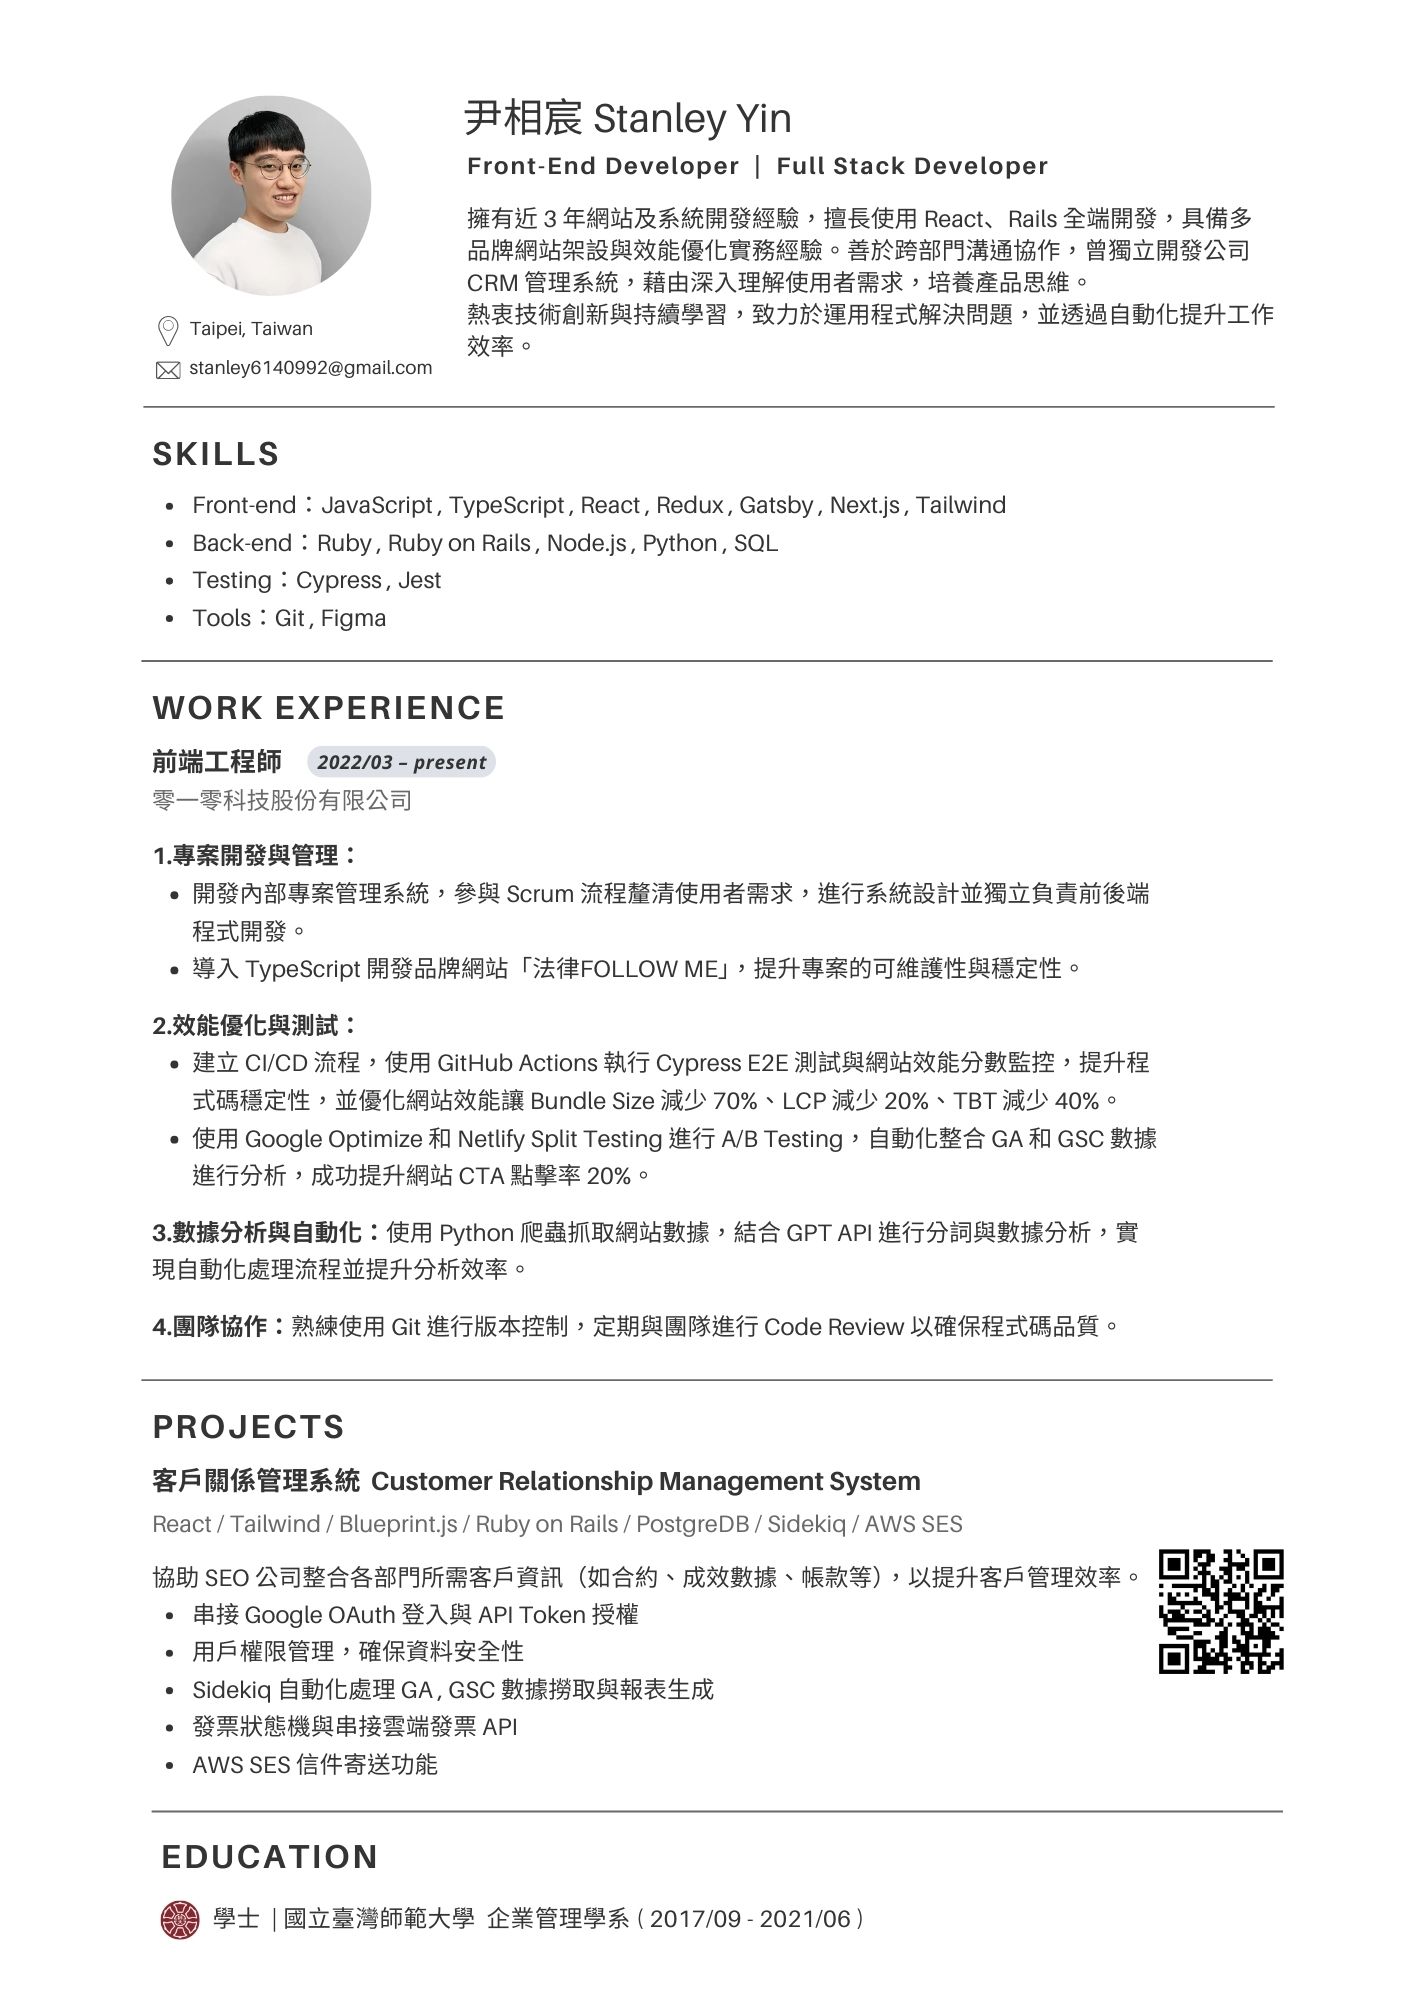 尹相宸 Stanley Yin
Front-End Developer | Full Stack Developer
擁有近 3 年網站及系統開發經驗，擅長使用 React、Rails 全端開發，具備多
品牌網站架設與效能優化實務經驗。善於跨部門溝通協作，曾獨立開發公司
CRM 管理系統，藉由深入理解使用者需求，培養產品思維。
熱衷技術創新與持續學習，致力於運用程式解決問題，並透過自動化提升工作
效率。
Taipei, Taiwan
stanley6140992@gmail.com
SKILLS
• Front-end：JavaScript , TypeScript , React , Redux , Gatsby , Next.js , Tailwind
• Back-end：Ruby , Ruby on Rails , Node.js , Python , SQL
• Testing：Cypress , Jest
• Tools：Git , Figma
WORK EXPERIENCE
前端工程師 2022/03 – present
零一零科技股份有限公司
1.專案開發與管理：
• 開發內部專案管理系統，參與 Scrum 流程釐清使用者需求，進行系統設計並獨立負責前後端
程式開發。
• 導入 TypeScript 開發品牌網站「法律FOLLOW ME」，提升專案的可維護性與穩定性。
2.效能優化與測試：
• 建立 CI/CD 流程，使用 GitHub Actions 執行 Cypress E2E 測試與網站效能分數監控，提升程
式碼穩定性，並優化網站效能讓 Bundle Size 減少 70%、LCP 減少 20%、TBT 減少 40%。
• 使用 Google Optimize 和 Netlify Split Testing 進行 A/B Testing，自動化整合 GA 和 GSC 數據
進行分析，成功提升網站 CTA 點擊率 20%。
3.數據分析與自動化：使用 Python 爬蟲抓取網站數據，結合 GPT API 進行分詞與數據分析，實
現自動化處理流程並提升分析效率。
4.團隊協作：熟練使用 Git 進行版本控制，定期與團隊進行 Code Review 以確保程式碼品質。
PROJECTS
客戶關係管理系統 Customer Relationship Management System
React / Tailwind / Blueprint.js / Ruby on Rails / PostgreDB / Sidekiq / AWS SES
協助 SEO 公司整合各部門所需客戶資訊（如合約、成效數據、帳款等），以提升客戶管理效率。
• 串接 Google OAuth 登入與 API Token 授權
• 用戶權限管理，確保資料安全性
• Sidekiq 自動化處理 GA , GSC 數據撈取與報表生成
• 發票狀態機與串接雲端發票 API
• AWS SES 信件寄送功能
EDUCATION
學士 | 國立臺灣師範大學 企業管理學系 ( 2017/09 - 2021/06 )